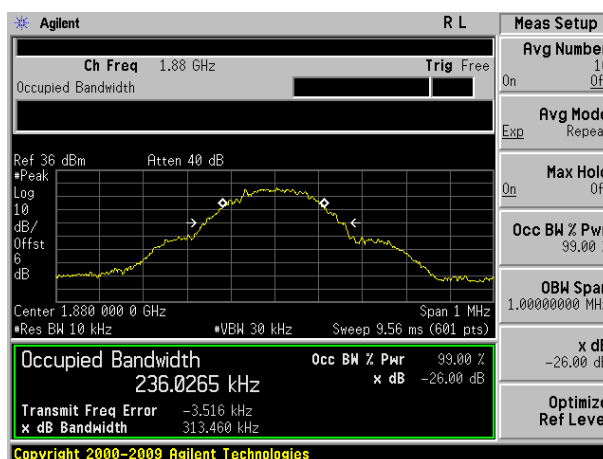 Agilent R L
Ch Freq 1.88 GHz Trig Free
Occupied Bandwidth
Ref 36 dBm Atten 40 dB
#Peak
Log
10
dB/
Offst
6
dB
Center 1.880 000 0 GHz Span 1 MHz
#Res BW 10 kHz #VBW 30 kHz Sweep 9.56 ms (601 pts)
Occupied Bandwidth Occ BW % Pwr 99.00 %
236.0265 kHz x dB -26.00 dB
Transmit Freq Error -3.516 kHz
x dB Bandwidth 313.460 kHz
Copyright 2000-2009 Agilent Technologies
Meas Setup
Avg Number
10
On Of
Avg Mode
Exp Repea
Max Hold
On Of
Occ BW % Pwr
99.00 %
OBW Span
1.00000000 MH
x dB
-26.00 dB
Optimize
Ref Level